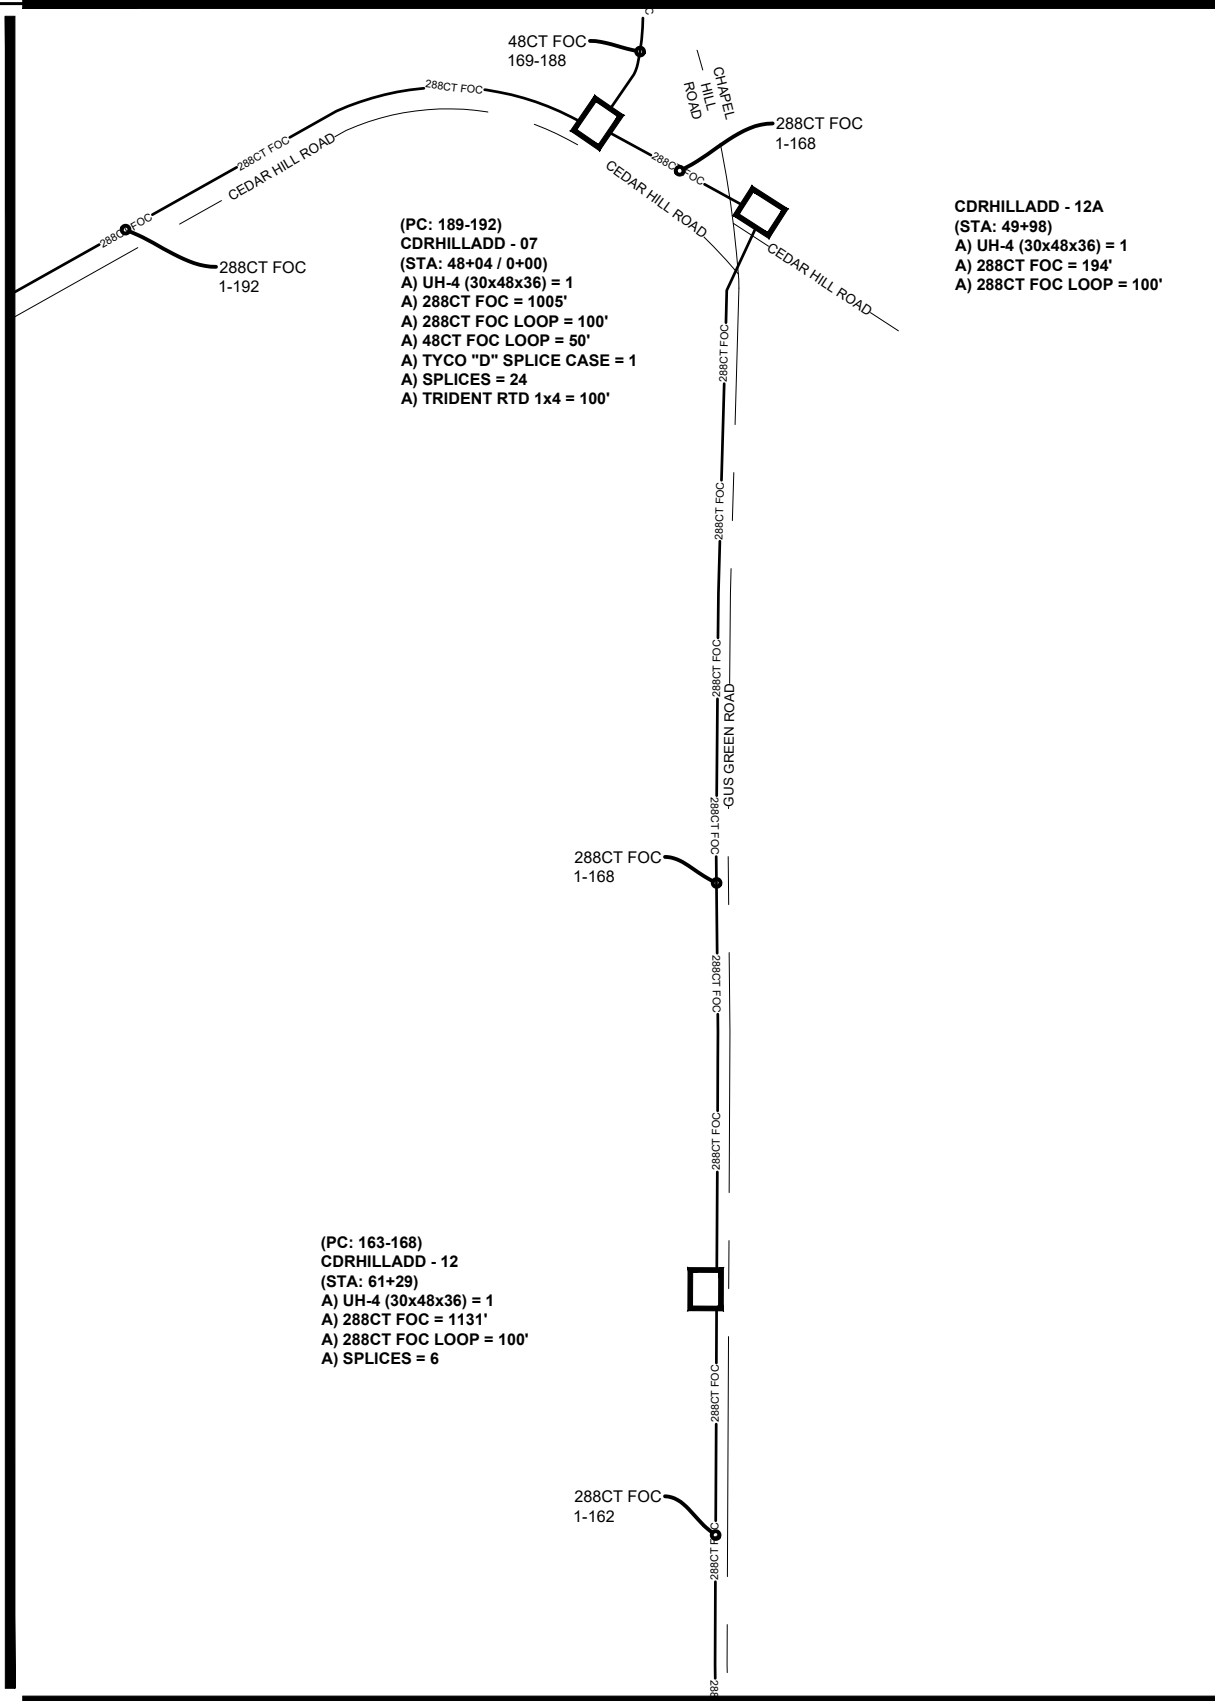 48CT FOC
169-188
CHAPEL
HILL
ROAD
288CT FOC
288CT FOC
1-168
288CT FOC
CEDAR HILL ROAD
288CT FOC
CEDAR HILL ROAD
288CT FOC
288CT FOC
1-192
CEDAR HILL ROAD
(PC: 189-192)
CDRHILLADD - 07
(STA: 48+04 / 0+00)
A) UH-4 (30x48x36) = 1
A) 288CT FOC = 1005'
A) 288CT FOC LOOP = 100'
A) 48CT FOC LOOP = 50'
A) TYCO "D" SPLICE CASE = 1
A) SPLICES = 24
A) TRIDENT RTD 1x4 = 100'
CDRHILLADD - 12A
(STA: 49+98)
A) UH-4 (30x48x36) = 1
A) 288CT FOC = 194'
A) 288CT FOC LOOP = 100'
288CT FOC
288CT FOC
288CT FOC
GUS GREEN ROAD
288CT FOC
288CT FOC
1-168
288CT FOC
288CT FOC
(PC: 163-168)
CDRHILLADD - 12
(STA: 61+29)
A) UH-4 (30x48x36) = 1
A) 288CT FOC = 1131'
A) 288CT FOC LOOP = 100'
A) SPLICES = 6
288CT FOC
288CT FOC
1-162
288CT FOC
288